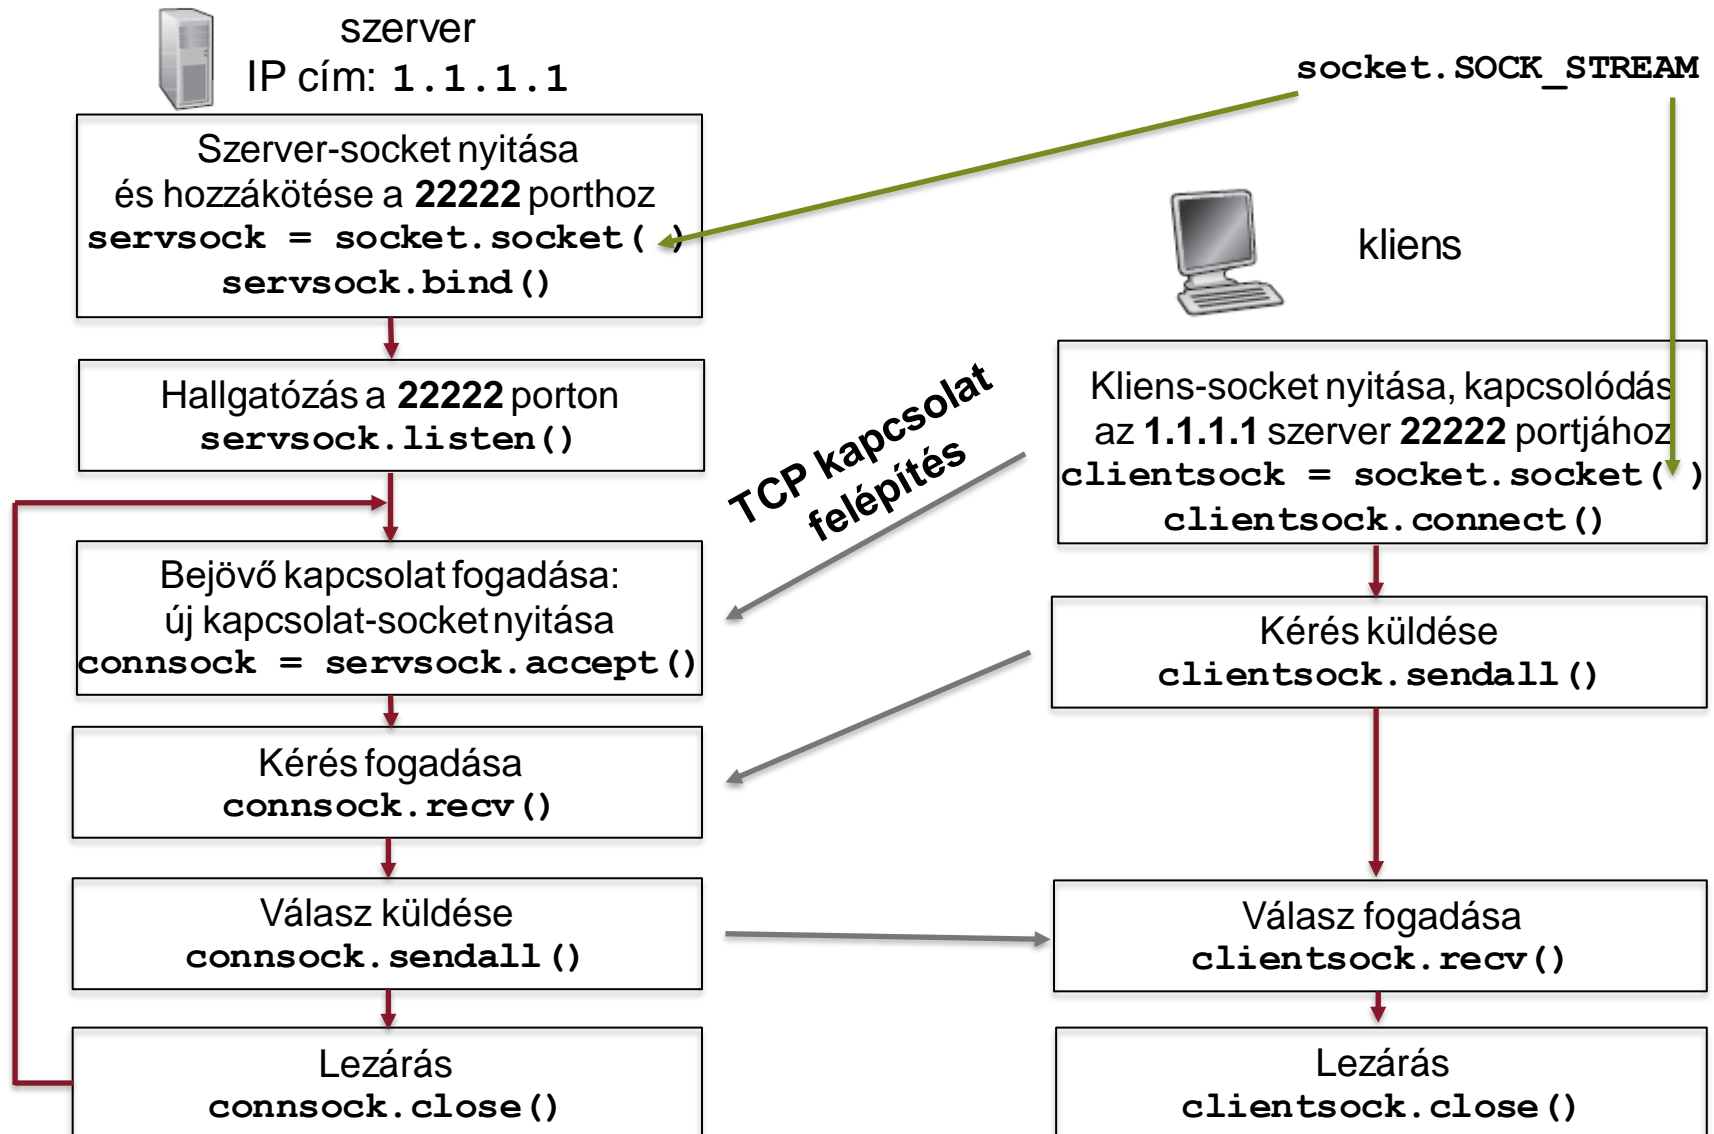 szerver
IP cím: 1.1.1.1
socket.SOCK_STREAM
Szerver-socket nyitása
és hozzákötése a 22222 porthoz
servsock = socket.socket( )
servsock.bind()
kliens
Hallgatózás a 22222 porton
servsock.listen()
TCP kapcsolat
felépítés
Kliens-socket nyitása, kapcsolódás
az 1.1.1.1 szerver 22222 portjához
clientsock = socket.socket( )
clientsock.connect()
Bejövő kapcsolat fogadása:
új kapcsolat-socket nyitása
connsock = servsock.accept()
Kérés küldése
clientsock.sendall()
Kérés fogadása
connsock.recv()
Válasz küldése
connsock.sendall()
Válasz fogadása
clientsock.recv()
Lezárás
connsock.close()
Lezárás
clientsock.close()